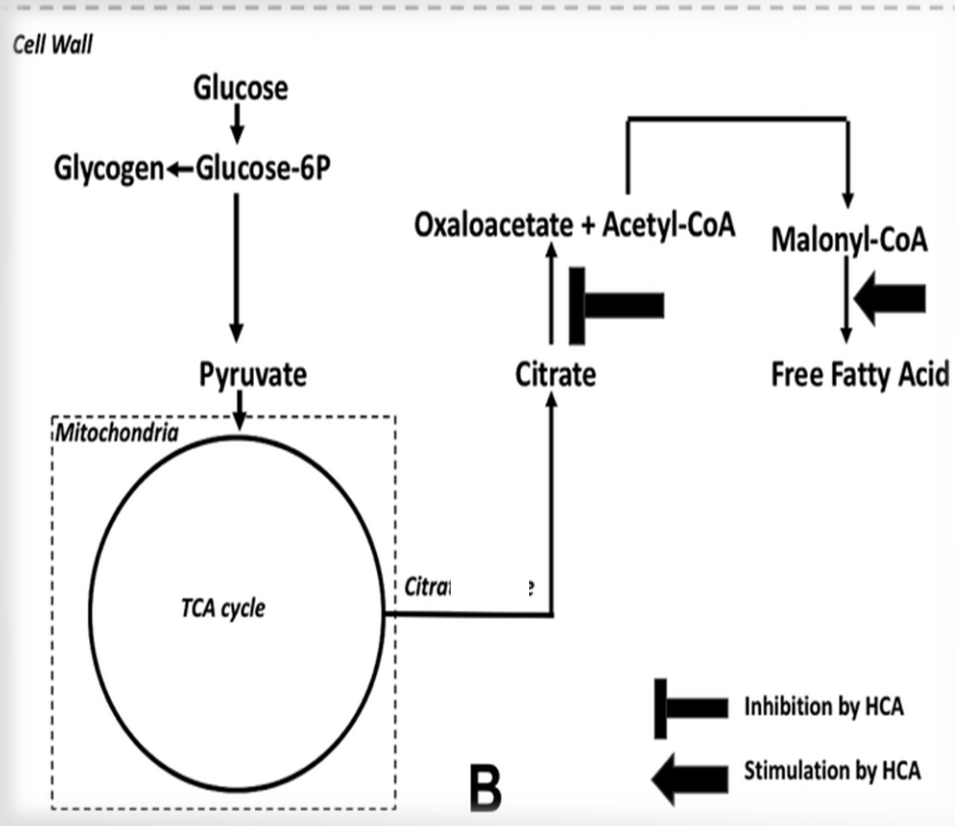 Cell Wall
Glucose
Glycogen
Glucose-6P
Oxaloacetate + Acetyl-CoA
Malonyl-CoA
Pyruvate
Citrate
Free Fatty Acid
Mitochondria
TCA cycle
Inhibition by HCA
Stimulation by HCA
B